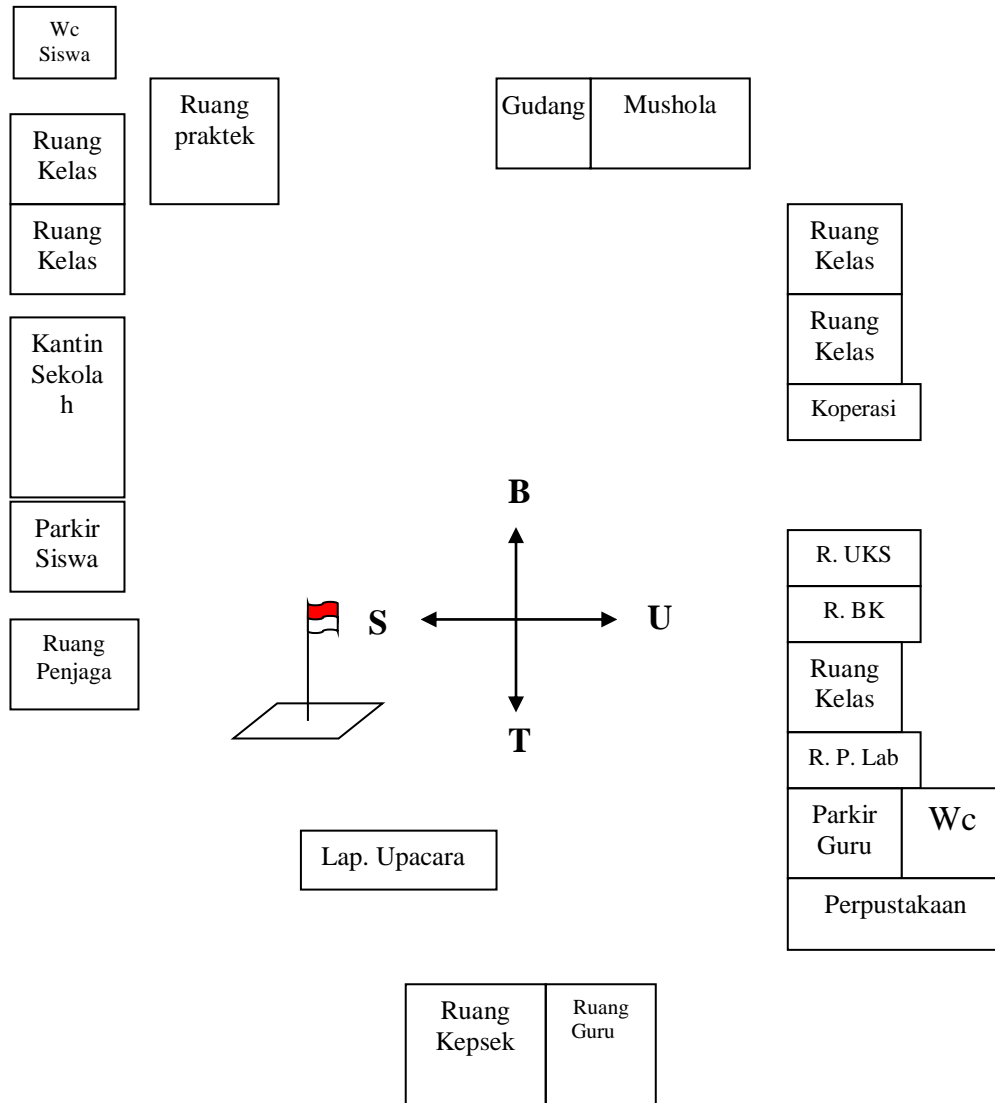 Wc
Siswa
Ruang
praktek
Gudang
Mushola
Ruang
Kelas
Ruang
Kelas
Ruang
Kelas
Ruang
Kelas
Kantin
Sekola
h
Koperasi
B
Parkir
Siswa
R. UKS
R. BK
S
U
Ruang
Penjaga
Ruang
Kelas
T
R. P. Lab
Parkir
Guru
Wc
Lap. Upacara
Perpustakaan
Ruang
Kepsek
Ruang
Guru